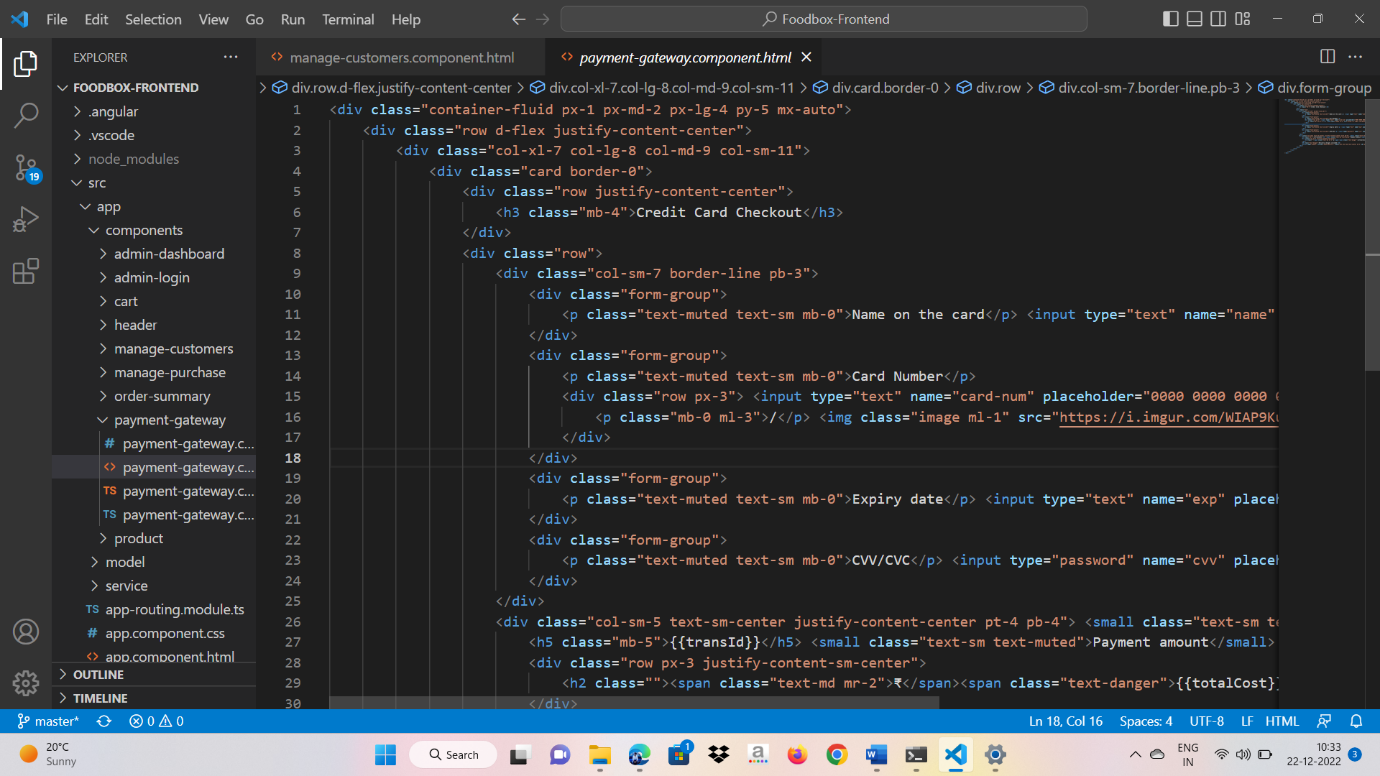 File Edit Selection View Go Run Terminal Help
Foodbox-Frontend
EXPLORER
manage-customers.component.html
payment-gateway.component.html
FOODBOX-FRONTEND
.angular
.vscode
node_modules
src
app
components
admin-dashboard
admin-login
cart
header
manage-customers
manage-purchase
order-summary
payment-gateway
# payment-gateway.c...
<> payment-gateway.c...
TS payment-gateway.c...
TS payment-gateway.c...
product
model
service
TS app-routing.module.ts
# app.component.css
<> app.component.html
OUTLINE
TIMELINE
19
> div.row.d-flex.justify-content-center > div.col-xl-7.col-lg-8.col-md-9.col-sm-11 > div.card.border-0 > div.row > div.col-sm-7.border-line.pb-3 > div.form-group
1 <div class="container-fluid px-1 px-md-2 px-lg-4 py-5 mx-auto">
2 <div class="row d-flex justify-content-center">
3 <div class="col-xl-7 col-lg-8 col-md-9 col-sm-11">
4 <div class="card border-0">
5 <div class="row justify-content-center">
6 <h3 class="mb-4">Credit Card Checkout</h3>
7 </div>
8 <div class="row">
9 <div class="col-sm-7 border-line pb-3">
10 <div class="form-group">
11 <p class="text-muted text-sm mb-0">Name on the card</p> <input type="text" name="name"
12 </div>
13 <div class="form-group">
14 <p class="text-muted text-sm mb-0">Card Number</p>
15 <div class="row px-3"> <input type="text" name="card-num" placeholder="0000 0000 0000
16 <p class="mb-0 ml-3">/</p> <img class="image ml-1" src="https://i.imgur.com/WIAP9K
17 </div>
18 </div>
19 <div class="form-group">
20 <p class="text-muted text-sm mb-0">Expiry date</p> <input type="text" name="exp" place
21 </div>
22 <div class="form-group">
23 <p class="text-muted text-sm mb-0">CVV/CVC</p> <input type="password" name="cvv" place
24 </div>
25 </div>
26 <div class="col-sm-5 text-sm-center justify-content-center pt-4 pb-4"> <small class="text-sm te
27 <h5 class="mb-5">{{transId}}</h5> <small class="text-sm text-muted">Payment amount</small>
28 <div class="row px-3 justify-content-sm-center">
29 <h2 class=""><span class="text-md mr-2">₹</span><span class="text-danger">{{totalCost}}
30 </div>
master* 0 0
Ln 18, Col 16 Spaces: 4 UTF-8 LF HTML
20°C
Sunny
Search
1
a
W
ENG
IN
10:33
22-12-2022
3